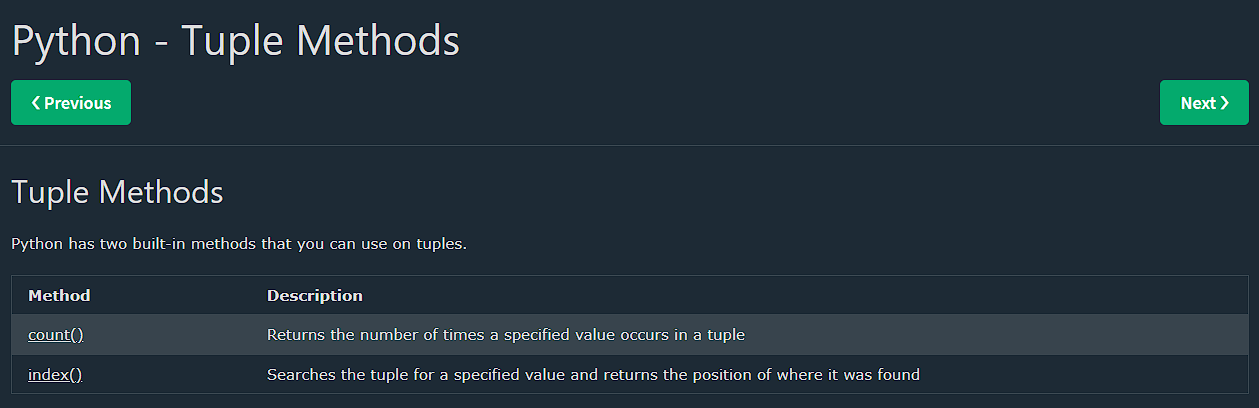 Python - Tuple Methods
❮ Previous
Next ❯
Tuple Methods
Python has two built-in methods that you can use on tuples.
Method Description
count() Returns the number of times a specified value occurs in a tuple
index() Searches the tuple for a specified value and returns the position of where it was found